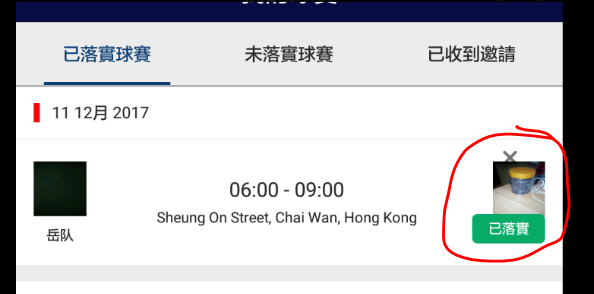 已落實球賽
未落實球賽
已收到邀請
11 12月 2017
06:00 - 09:00
Sheung On Street, Chai Wan, Hong Kong
岳队
已落實